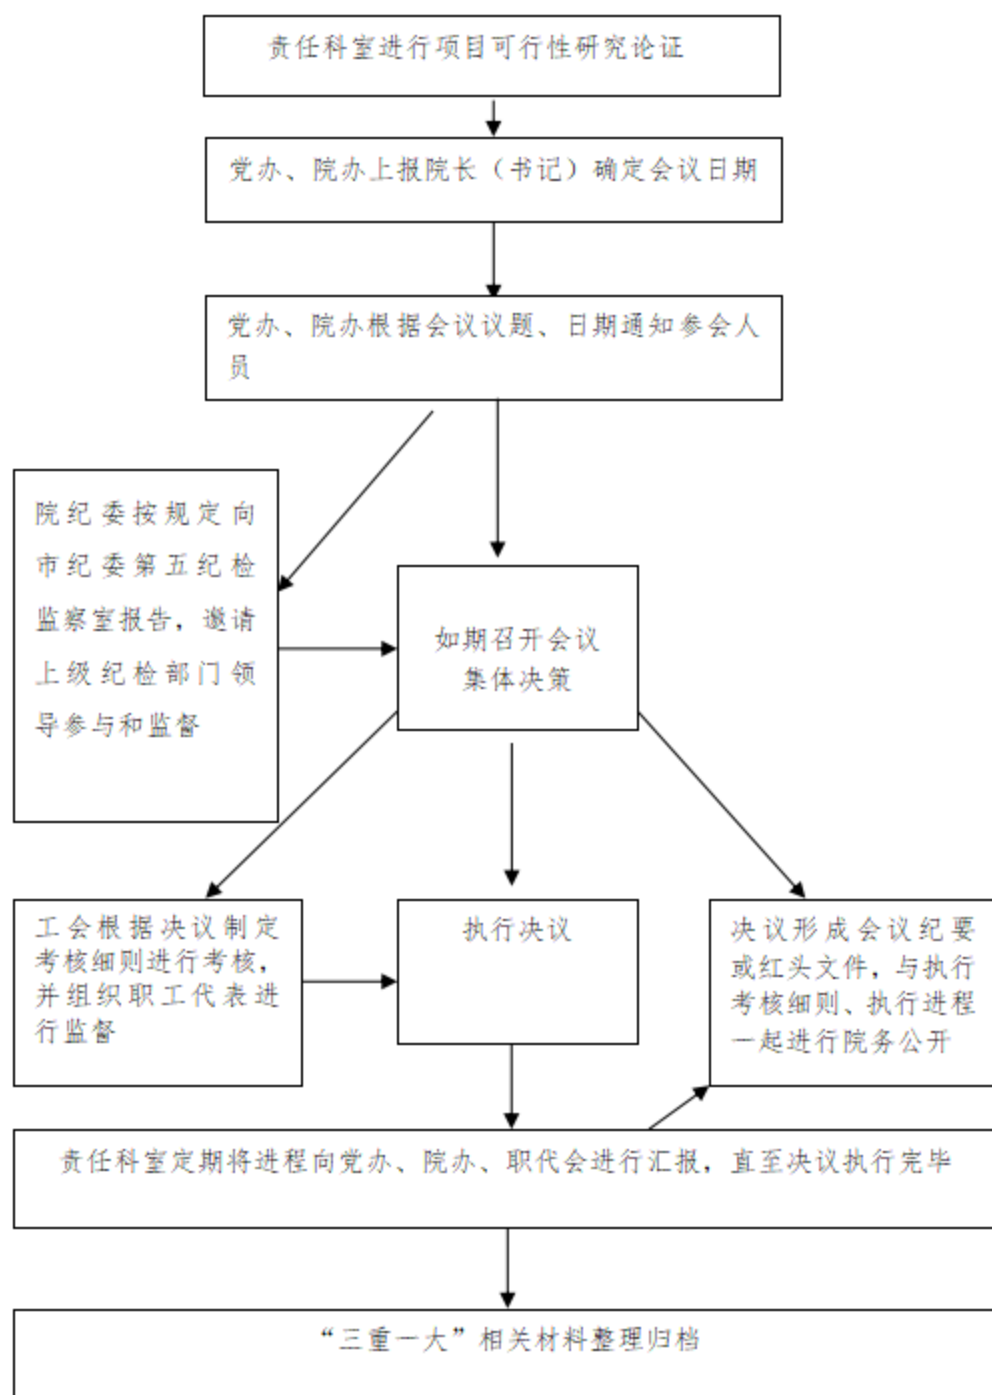 责任科室进行项目可行性研究论证
党办、院办上报院长（书记）确定会议日期
党办、院办根据会议议题、日期通知参会人
员
院纪委按规定向
市纪委第五纪检
监察室报告，邀请
上级纪检部门领
导参与和监督
如期召开会议
集体决策
工会根据决议制定
考核细则进行考核，
并组织职工代表进
行监督
执行决议
决议形成会议纪要
或红头文件，与执行
考核细则、执行进程
一起进行院务公开
责任科室定期将进程向党办、院办、职代会进行汇报，直至决议执行完毕
“三重一大”相关材料整理归档